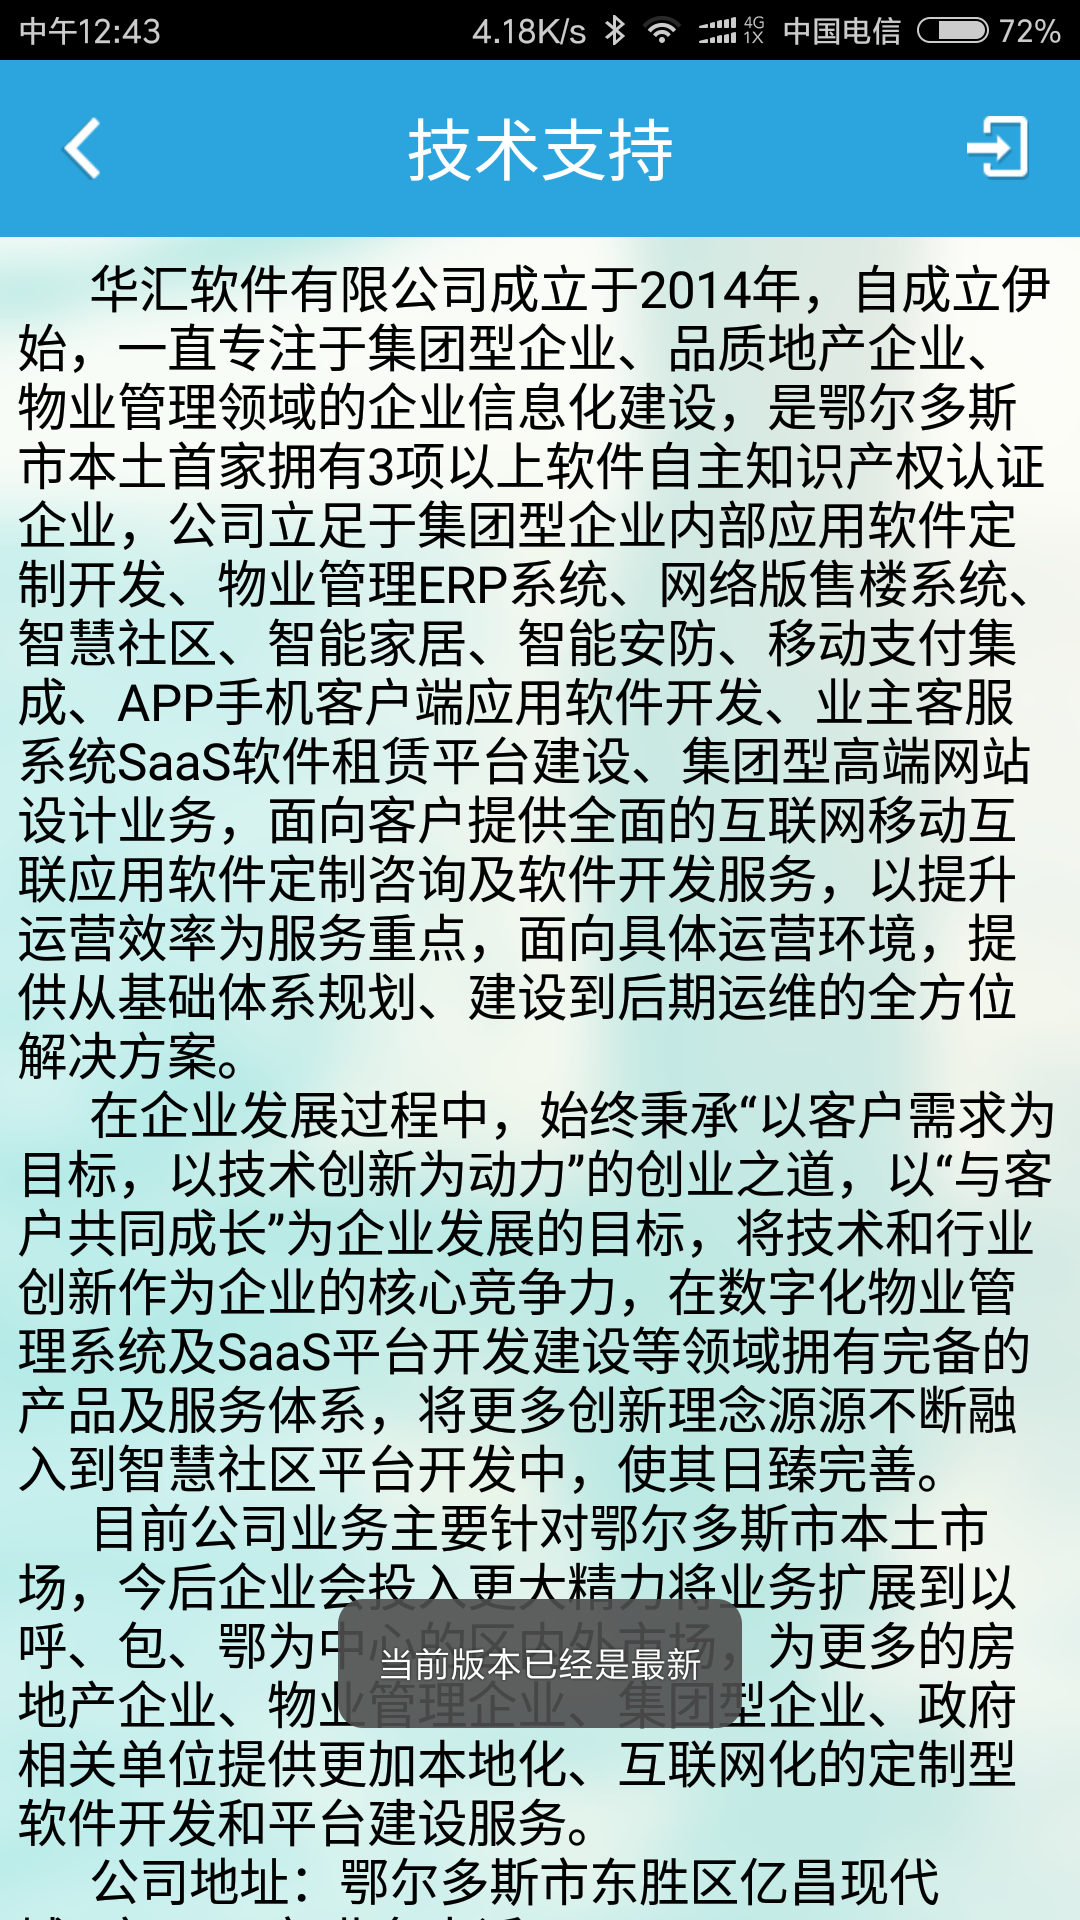 中午12:43 4.18K/s 4G 1X 中国电信 72%
技术支持
华汇软件有限公司成立于2014年，自成立伊
始，一直专注于集团型企业、品质地产企业、
物业管理领域的企业信息化建设，是鄂尔多斯
市本土首家拥有3项以上软件自主知识产权认证
企业，公司立足于集团型企业内部应用软件定
制开发、物业管理ERP系统、网络版售楼系统、
智慧社区、智能家居、智能安防、移动支付集
成、APP手机客户端应用软件开发、业主客服
系统SaaS软件租赁平台建设、集团型高端网站
设计业务，面向客户提供全面的互联网移动互
联应用软件定制咨询及软件开发服务，以提升
运营效率为服务重点，面向具体运营环境，提
供从基础体系规划、建设到后期运维的全方位
解决方案。
在企业发展过程中，始终秉承“以客户需求为
目标，以技术创新为动力”的创业之道，以“与客
户共同成长”为企业发展的目标，将技术和行业
创新作为企业的核心竞争力，在数字化物业管
理系统及SaaS平台开发建设等领域拥有完备的
产品及服务体系，将更多创新理念源源不断融
入到智慧社区平台开发中，使其日臻完善。
目前公司业务主要针对鄂尔多斯市本土市
场，今后企业会投入更大精力将业务扩展到以
呼、包、鄂为中心的区内外市场，为更多的房
当前版本已经是最新
地产企业、物业管理企业、集团型企业、政府
相关单位提供更加本地化、互联网化的定制型
软件开发和平台建设服务。
公司地址：鄂尔多斯市东胜区亿昌现代